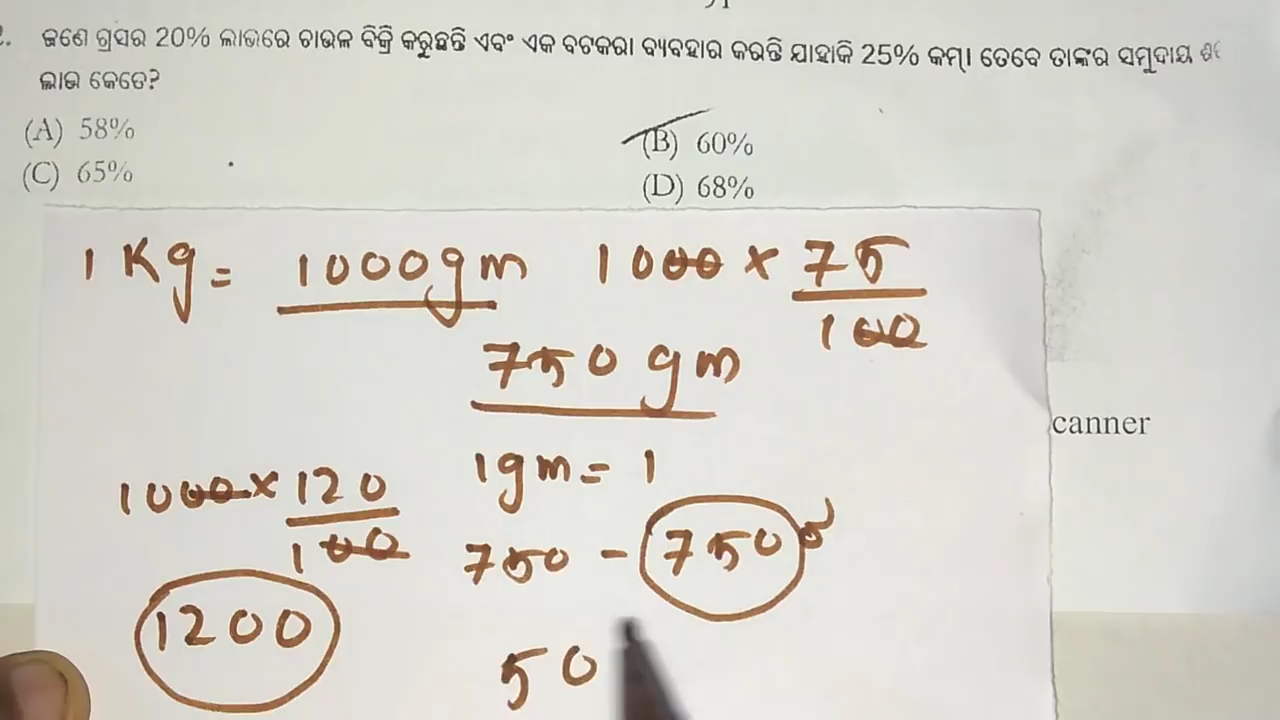 ଜଣେ ଗ୍ରସର 20% ଲାଭରେ ଚାଉଳ ବିକ୍ରି କରୁଛନ୍ତି ଏବଂ ଏକ ବଟକରା ବ୍ୟବହାର କରନ୍ତି ଯାହାକି 25% କମ୍। ତେବେ ତାଙ୍କର ସମୁଦାୟ
ଲାଭ କେତେ?
(A) 58%
(B) 60%
(C) 65%
(D) 68%
1 Kg = 1000gm 1000 × 75
100
750 gm
canner
1000 × 120
100
1gm = 1
750 - 750
1200
50